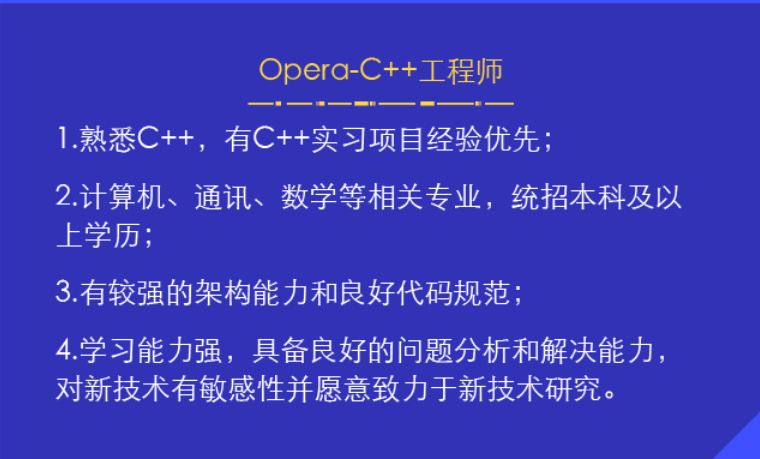 Opera-C++工程师
1.熟悉C++，有C++实习项目经验优先；
2.计算机、通讯、数学等相关专业，统招本科及以
上学历；
3.有较强的架构能力和良好代码规范；
4.学习能力强，具备良好的问题分析和解决能力，
对新技术有敏感性并愿意致力于新技术研究。